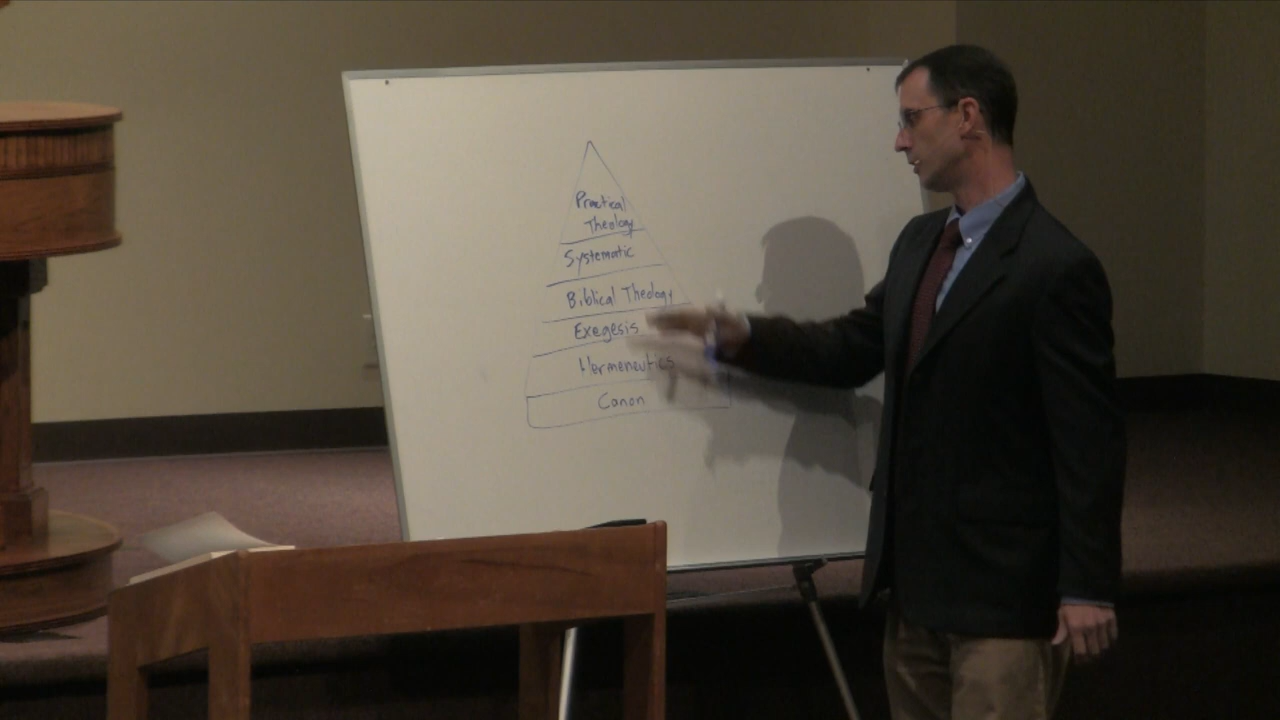 Practical
Theology
Systematic
Biblical Theology
Exegesis
Hermeneutics
Canon